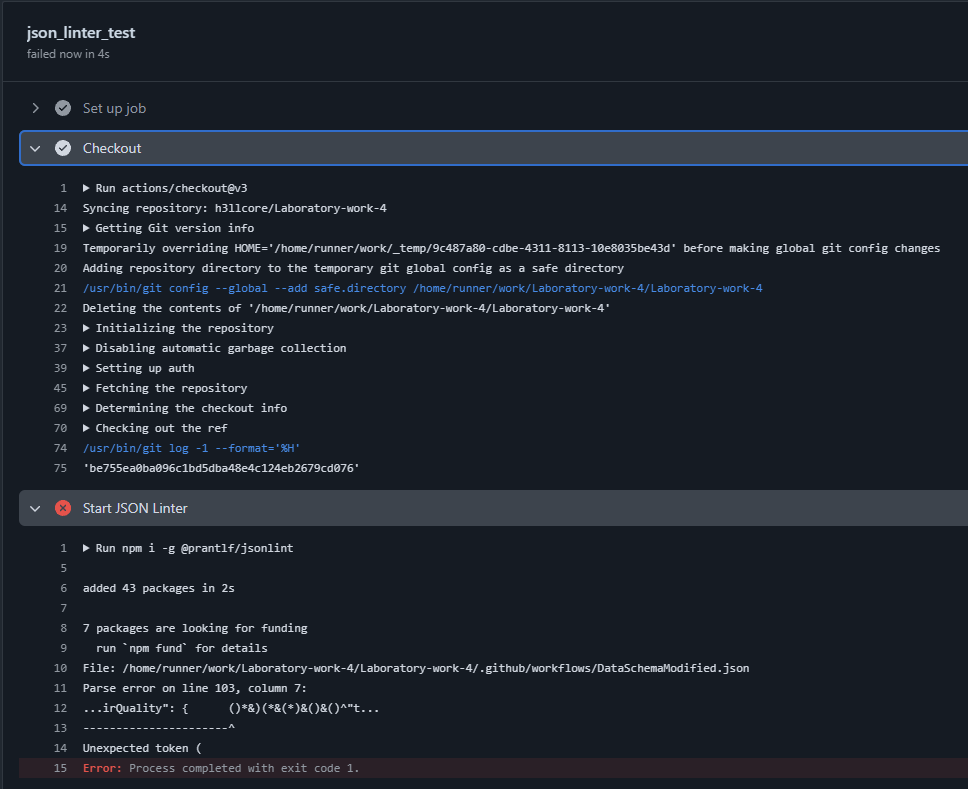 json_linter_test
failed now in 4s
Set up job
Checkout
1 ▶ Run actions/checkout@v3
14 Syncing repository: h3llcore/Laboratory-work-4
15 ▶ Getting Git version info
19 Temporarily overriding HOME='/home/runner/work/_temp/9c487a80-cdbe-4311-8113-10e8035be43d' before making global git config changes
20 Adding repository directory to the temporary git global config as a safe directory
21 /usr/bin/git config --global --add safe.directory /home/runner/work/Laboratory-work-4/Laboratory-work-4
22 Deleting the contents of '/home/runner/work/Laboratory-work-4/Laboratory-work-4'
23 ▶ Initializing the repository
37 ▶ Disabling automatic garbage collection
39 ▶ Setting up auth
45 ▶ Fetching the repository
69 ▶ Determining the checkout info
70 ▶ Checking out the ref
74 /usr/bin/git log -1 --format='%H'
75 'be755ea0ba096c1bd5dba48e4c124eb2679cd076'
Start JSON Linter
1 ▶ Run npm i -g @prantlf/jsonlint
5
6 added 43 packages in 2s
7
8 7 packages are looking for funding
9   run `npm fund` for details
10 File: /home/runner/work/Laboratory-work-4/Laboratory-work-4/.github/workflows/DataSchemaModified.json
11 Parse error on line 103, column 7:
12 ...irQuality": {      ()*&)(*&(*)&()&()^"t...
13 ----------------------^
14 Unexpected token (
15 Error: Process completed with exit code 1.